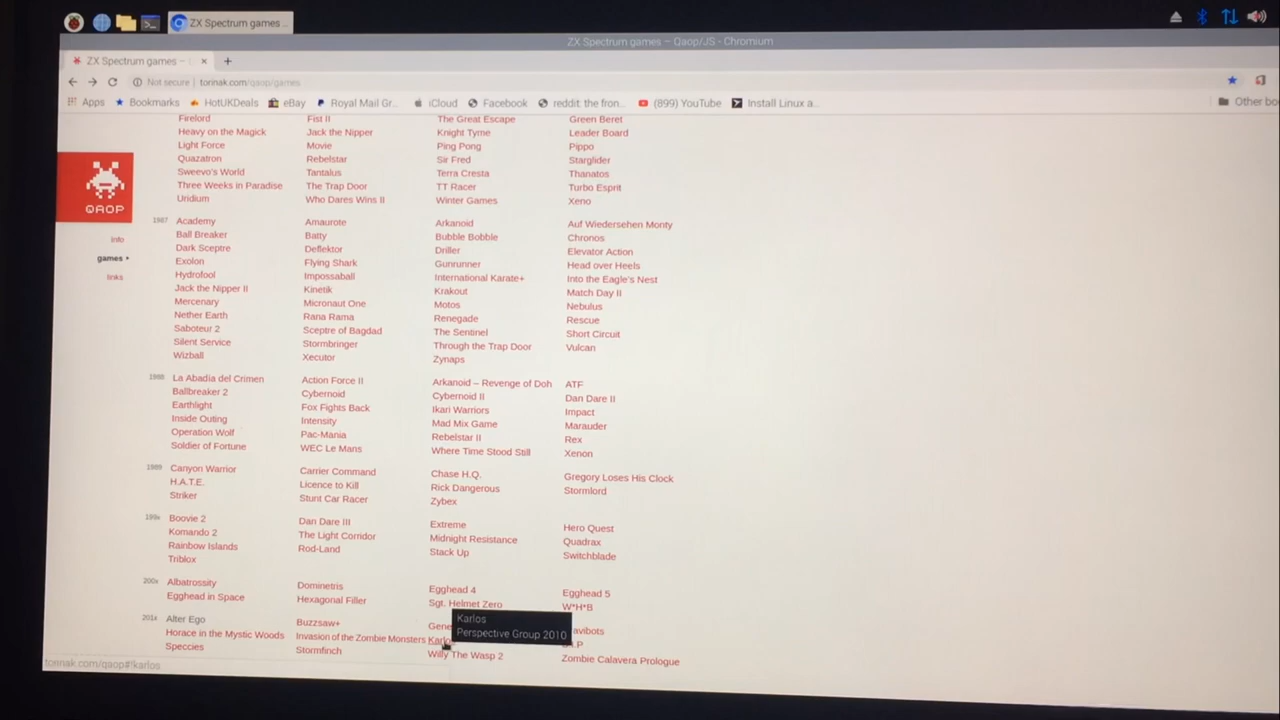 ZX Spectrum games ...
ZX Spectrum games – Qaop/JS - Chromium
ZX Spectrum games –
Not secure | torinak.com/qaop/games
Apps Bookmarks HotUKDeals eBay Royal Mail Gr... iCloud Facebook reddit: the fron... (899) YouTube Install Linux a... Other bo
Firelord Fist II The Great Escape Green Beret
Heavy on the Magick Jack the Nipper Knight Tyme Leader Board
Light Force Movie Ping Pong Pippo
Quazatron Rebelstar Sir Fred Starglider
Sweevo's World Tantalus Terra Cresta Thanatos
Three Weeks in Paradise The Trap Door TT Racer Turbo Esprit
Uridium Who Dares Wins II Winter Games Xeno
QAOP
info
games
links
1987 Academy Amaurote Arkanoid Auf Wiedersehen Monty
Ball Breaker Batty Bubble Bobble Chronos
Dark Sceptre Deflektor Driller Elevator Action
Exolon Flying Shark Gunrunner Head over Heels
Hydrofool Impossaball International Karate+ Into the Eagle's Nest
Jack the Nipper II Kinetik Krakout Match Day II
Mercenary Micronaut One Motos Nebulus
Nether Earth Rana Rama Renegade Rescue
Saboteur 2 Sceptre of Bagdad The Sentinel Short Circuit
Silent Service Stormbringer Through the Trap Door Vulcan
Wizball Xecutor Zynaps
1988 La Abadia del Crimen Action Force II Arkanoid – Revenge of Doh ATF
Ballbreaker 2 Cybernoid Cybernoid II Dan Dare II
Earthlight Fox Fights Back Ikari Warriors Impact
Inside Outing Intensity Mad Mix Game Marauder
Operation Wolf Pac-Mania Rebelstar II Rex
Soldier of Fortune WEC Le Mans Where Time Stood Still Xenon
1989 Canyon Warrior Carrier Command Chase H.Q. Gregory Loses His Clock
H.A.T.E. Licence to Kill Rick Dangerous Stormlord
Striker Stunt Car Racer Zybex
199x Boovie 2 Dan Dare III Extreme Hero Quest
Komando 2 The Light Corridor Midnight Resistance Quadrax
Rainbow Islands Rod-Land Stack Up Switchblade
Triblox
200x Albatrossity Dominetris Egghead 4 Egghead 5
Egghead in Space Hexagonal Filler Sgt. Helmet Zero W*H*B
201x Alter Ego Buzzsaw+ Gene avibots
Horace in the Mystic Woods Invasion of the Zombie Monsters Karlos .P
Speccies Stormfinch Willy The Wasp 2 Zombie Calavera Prologue
Karlos
Perspective Group 2010
torinak.com/qaop#!karlos